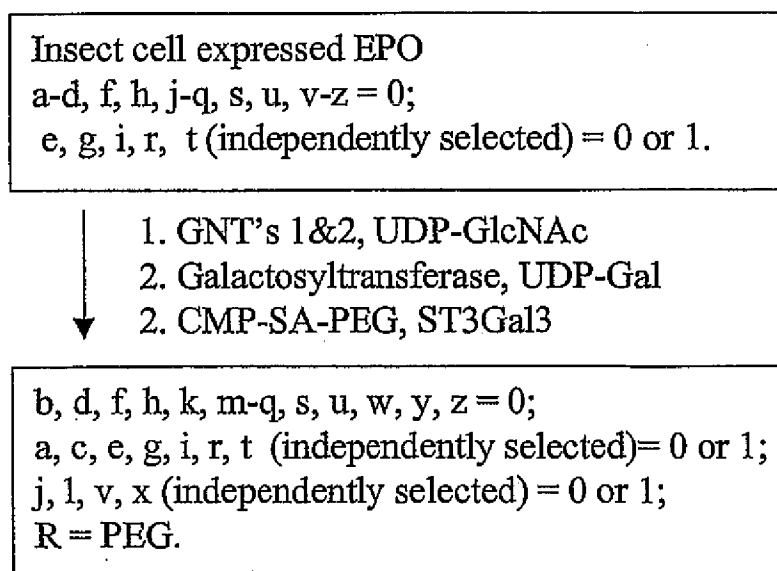 Insect cell expressed EPO
a-d, f, h, j-q, s, u, v-z = 0;
e, g, i, r, t (independently selected) = 0 or 1.
1. GNT's 1&2, UDP-GlcNAc
2. Galactosyltransferase, UDP-Gal
2. CMP-SA-PEG, ST3Gal3
b, d, f, h, k, m-q, s, u, w, y, z = 0;
a, c, e, g, i, r, t (independently selected)= 0 or 1;
j, l, v, x (independently selected) = 0 or 1;
R = PEG.